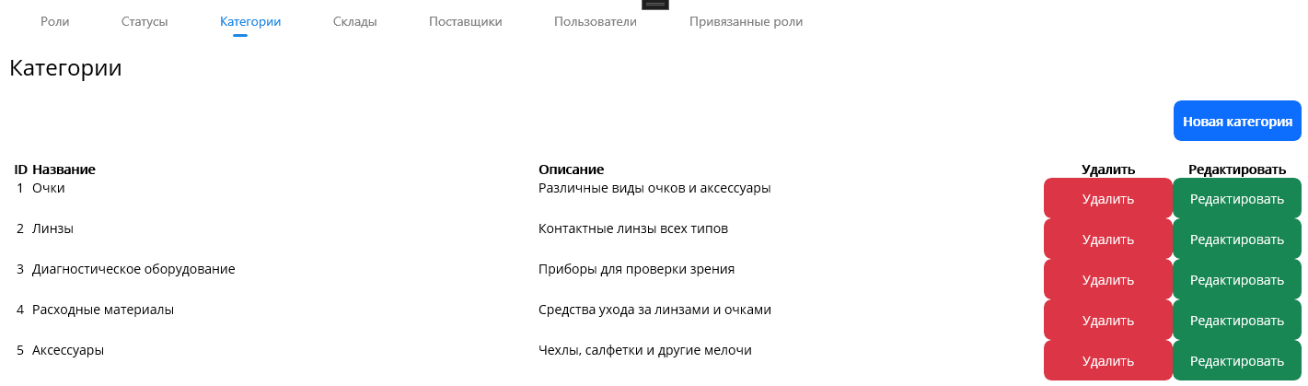 Роли Статусы Категории Склады Поставщики Пользователи Привязанные роли
Категории
Новая категория
ID Название Описание Удалить Редактировать
1 Очки Различные виды очков и аксессуары Удалить Редактировать
2 Линзы Контактные линзы всех типов Удалить Редактировать
3 Диагностическое оборудование Приборы для проверки зрения Удалить Редактировать
4 Расходные материалы Средства ухода за линзами и очками Удалить Редактировать
5 Аксессуары Чехлы, салфетки и другие мелочи Удалить Редактировать